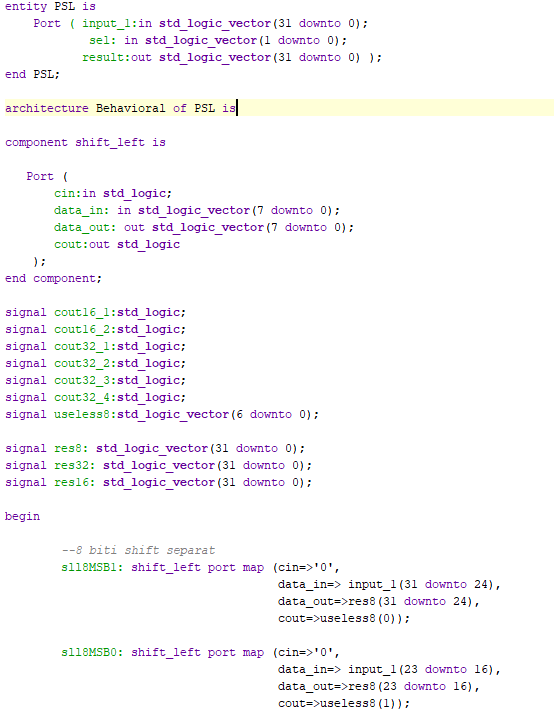 entity PSL is
    Port ( input_1:in std_logic_vector(31 downto 0);
            sel: in std_logic_vector(1 downto 0);
           result:out std_logic_vector(31 downto 0) );
end PSL;

architecture Behavioral of PSL is

component shift_left is

   Port (
       cin:in std_logic;
       data_in: in std_logic_vector(7 downto 0);
       data_out: out std_logic_vector(7 downto 0);
       cout:out std_logic
    );
end component;

signal cout16_1:std_logic;
signal cout16_2:std_logic;
signal cout32_1:std_logic;
signal cout32_2:std_logic;
signal cout32_3:std_logic;
signal cout32_4:std_logic;
signal useless8:std_logic_vector(6 downto 0);

signal res8: std_logic_vector(31 downto 0);
signal res32: std_logic_vector(31 downto 0);
signal res16: std_logic_vector(31 downto 0);

begin

        --8 biti shift separat
        sll8MSB1: shift_left port map (cin=>'0',
                                       data_in=> input_1(31 downto 24),
                                       data_out=>res8(31 downto 24),
                                       cout=>useless8(0));

        sll8MSB0: shift_left port map (cin=>'0',
                                       data_in=> input_1(23 downto 16),
                                       data_out=>res8(23 downto 16),
                                       cout=>useless8(1));